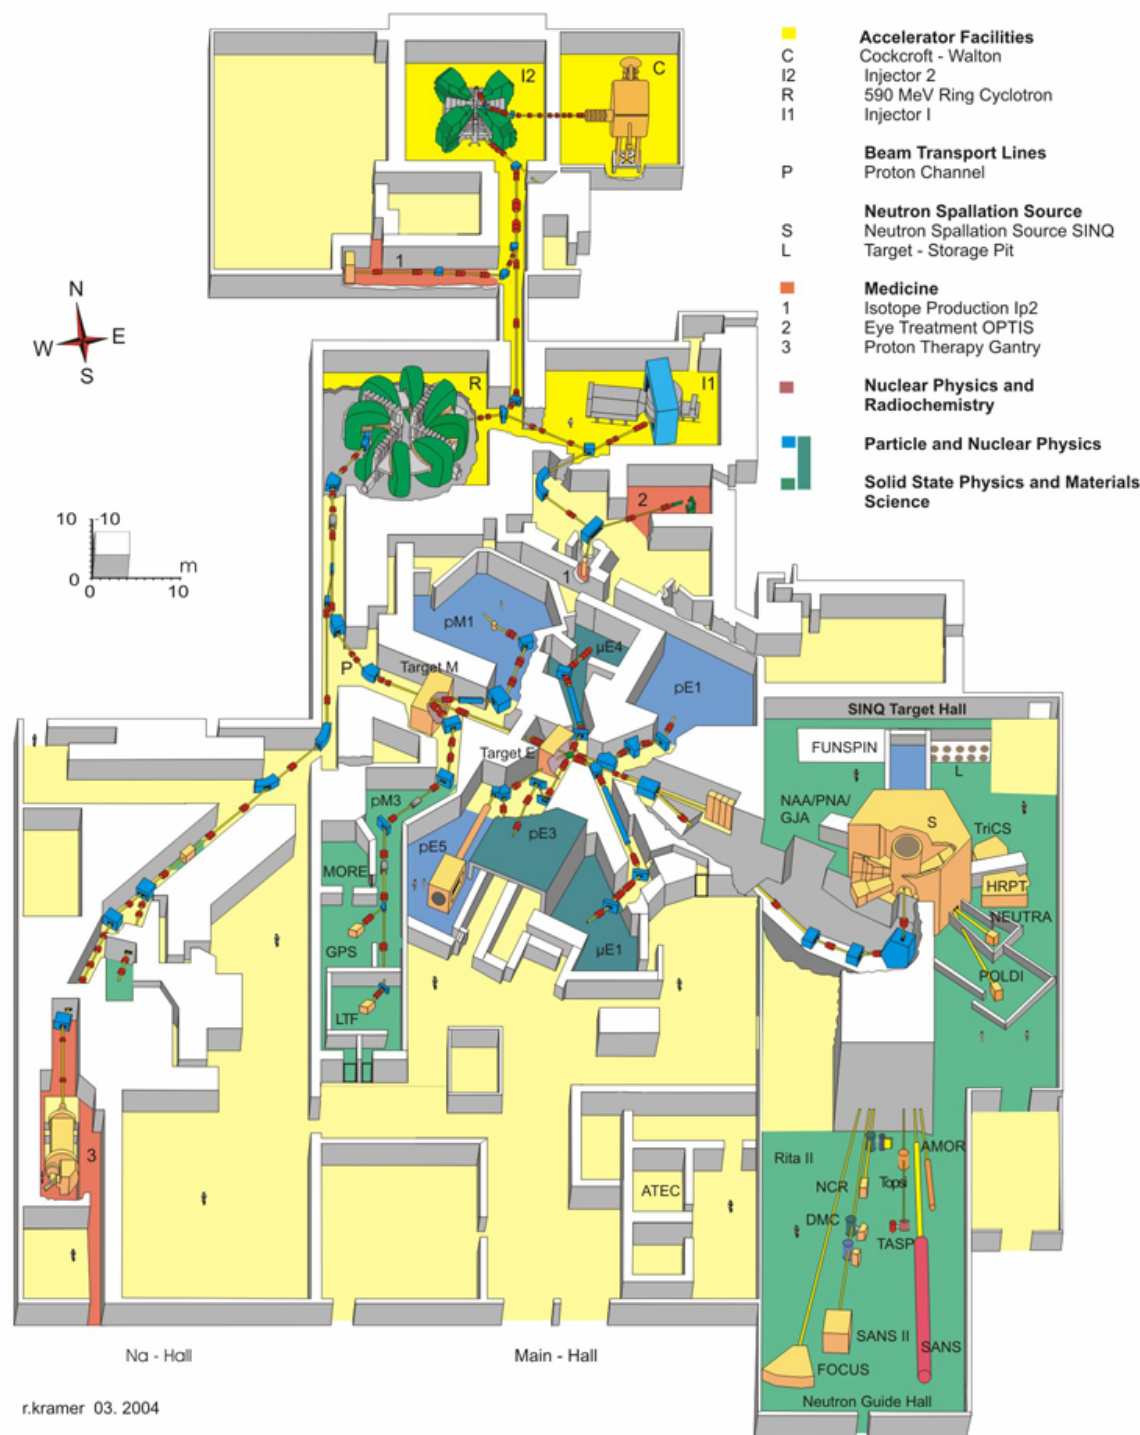 Accelerator Facilities
C Cockcroft - Walton
I2 Injector 2
R 590 MeV Ring Cyclotron
I1 Injector I
Beam Transport Lines
P Proton Channel
Neutron Spallation Source
S Neutron Spallation Source SINQ
L Target - Storage Pit
Medicine
1 Isotope Production Ip2
2 Eye Treatment OPTIS
3 Proton Therapy Gantry
Nuclear Physics and
Radiochemistry
Particle and Nuclear Physics
Solid State Physics and Materials
Science
I2
C
1
N
W E
S
R
I1
2
10 -10
m
0
0 10
1
pM1
µE4
P
Target M
pE1
SINQ Target Hall
Target E
FUNSPIN
L
pM3
NAA/PNA/
GJA
S
TriCS
pE5
pE3
MORE
HRPT
NEUTRA
GPS
µE1
POLDI
LTF
3
Rita II
AMOR
NCR
Topsi
ATEC
DMC
TASP
SANS II
SANS
FOCUS
Neutron Guide Hall
Na - Hall
Main - Hall
r.kramer 03. 2004